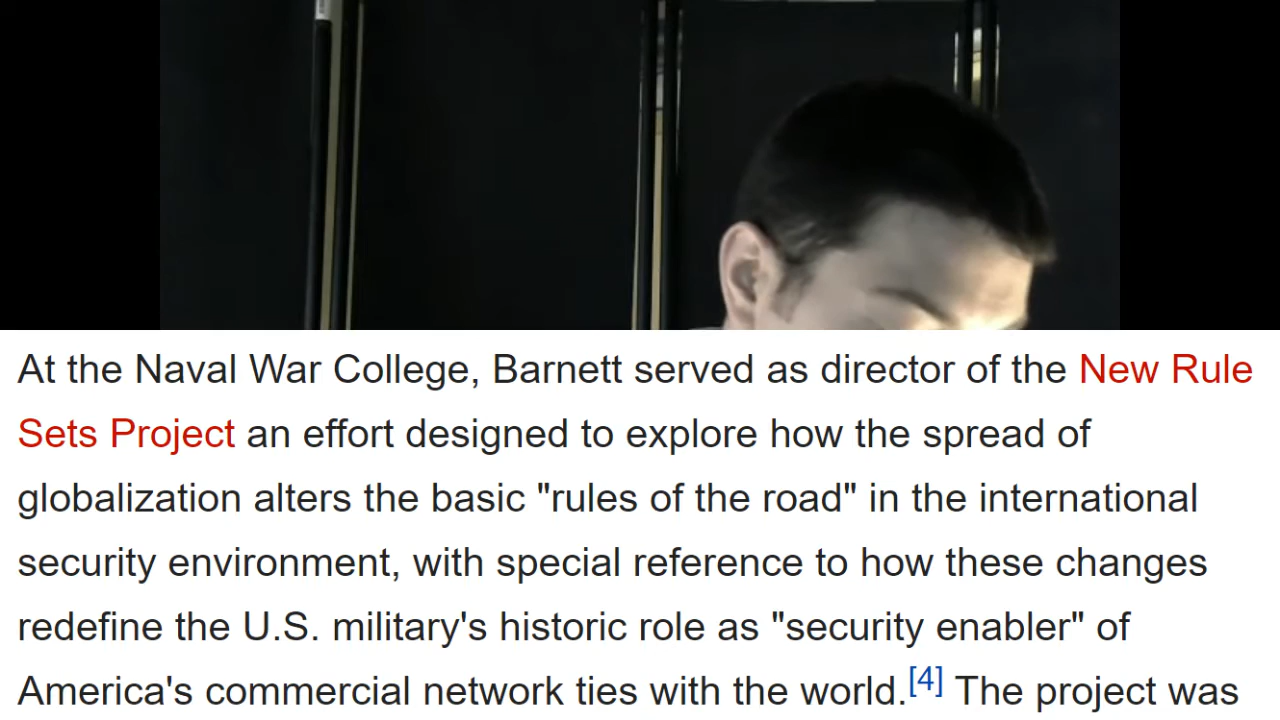 At the Naval War College, Barnett served as director of the New Rule
Sets Project an effort designed to explore how the spread of
globalization alters the basic "rules of the road" in the international
security environment, with special reference to how these changes
redefine the U.S. military's historic role as "security enabler" of
America's commercial network ties with the world.[4] The project was